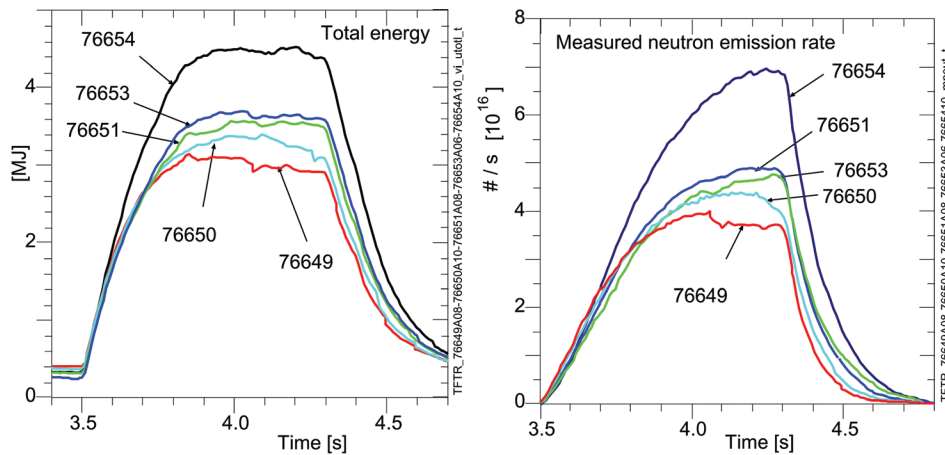 Total energy
76654
76653
76651
76650
76649
4
2
0
[MJ]
3.5 4.0 4.5
Time [s]
TFTR_76649A08-76650A10-76651A08-76653A06-76654A10_vi_utotl_t
Measured neutron emission rate
76654
76651
76653
76650
76649
8
6
4
2
0
# / s [10^16]
3.5 4.0 4.5
Time [s]